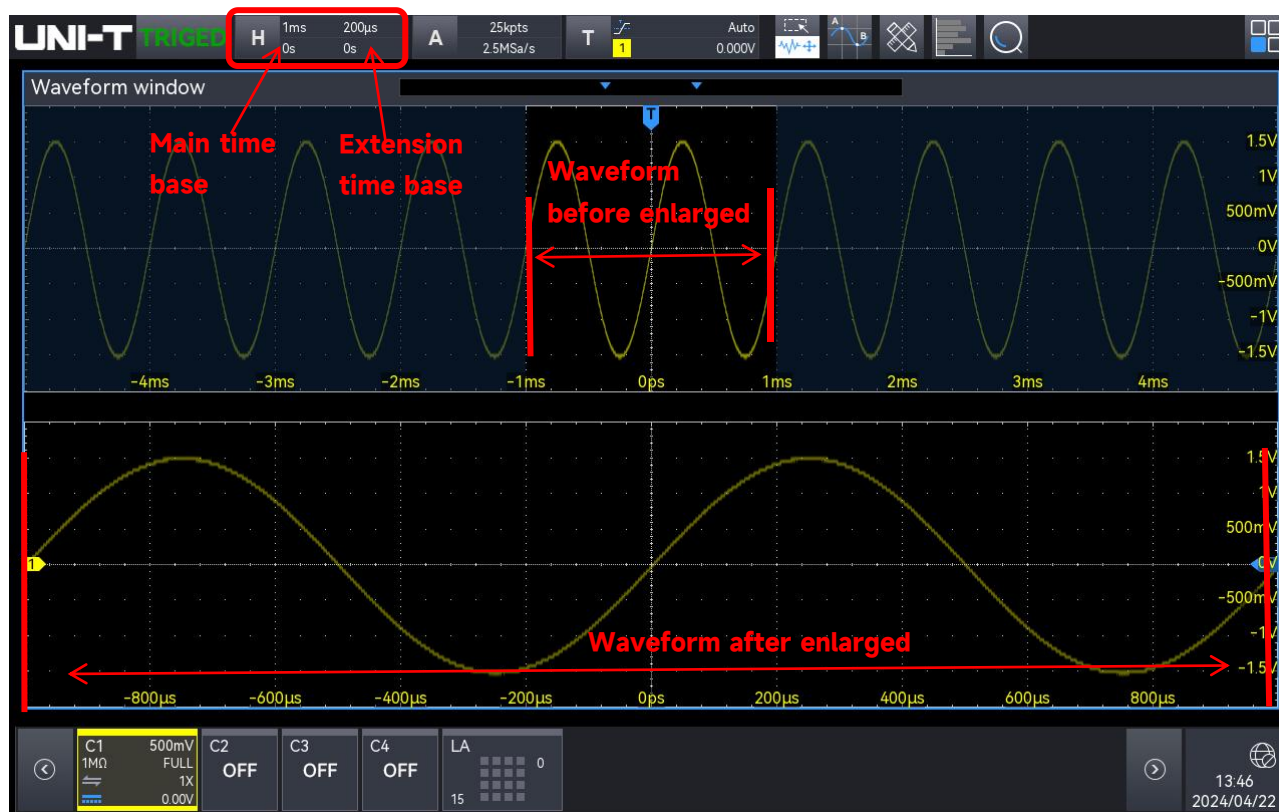 UNI-T TRIGED H 1ms 200μs A 25kpts T Auto
0s 0s 2.5MSa/s 1 0.000V
A B
Waveform window
T
Main time Extension
base time base
Waveform
before enlarged
1.5V
1V
500mV
0V
-500mV
-1V
-1.5V
-4ms -3ms -2ms -1ms 0ps 1ms 2ms 3ms 4ms
1.5V
1V
500mV
1 0V
-500mV
-1V
Waveform after enlarged
-1.5V
-800μs -600μs -400μs -200μs 0ps 200μs 400μs 600μs 800μs
C1 500mV C2 C3 C4 LA
1MΩ FULL OFF OFF OFF 0
1X
0.00V 15
13:46
2024/04/22